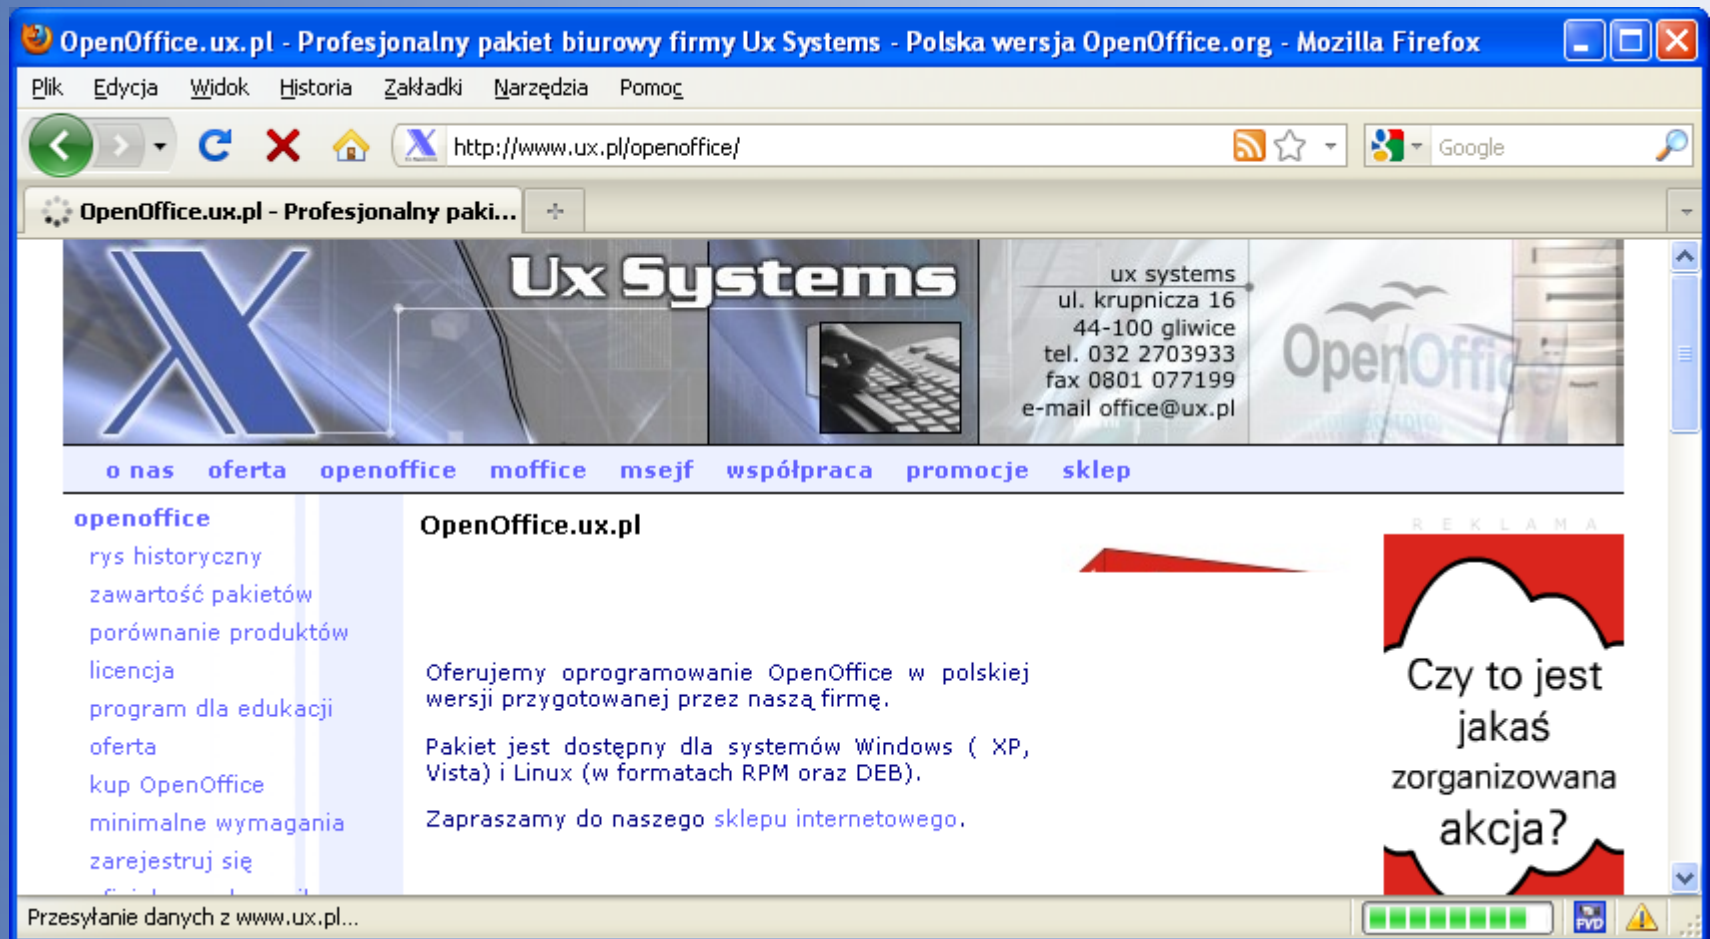 OpenOffice.ux.pl - Profesjonalny pakiet biurowy firmy Ux Systems - Polska wersja OpenOffice.org - Mozilla Firefox
Plik Edycja Widok Historia Zakładki Narzędzia Pomoc
http://www.ux.pl/openoffice/
Google
OpenOffice.ux.pl - Profesjonalny paki...
X
Ux Systems
ux systems
ul. krupnicza 16
44-100 gliwice
tel. 032 2703933
fax 0801 077199
e-mail office@ux.pl
OpenOffice
o nas oferta openoffice moffice msejf współpraca promocje sklep
openoffice
rys historyczny
zawartość pakietów
porównanie produktów
licencja
program dla edukacji
oferta
kup OpenOffice
minimalne wymagania
zarejestruj się
OpenOffice.ux.pl
Oferujemy oprogramowanie OpenOffice w polskiej
wersji przygotowanej przez naszą firmę.
Pakiet jest dostępny dla systemów Windows ( XP,
Vista) i Linux (w formatach RPM oraz DEB).
Zapraszamy do naszego sklepu internetowego.
REKLAMA
Czy to jest
jakaś
zorganizowana
akcja?
Przesyłanie danych z www.ux.pl...
FVD